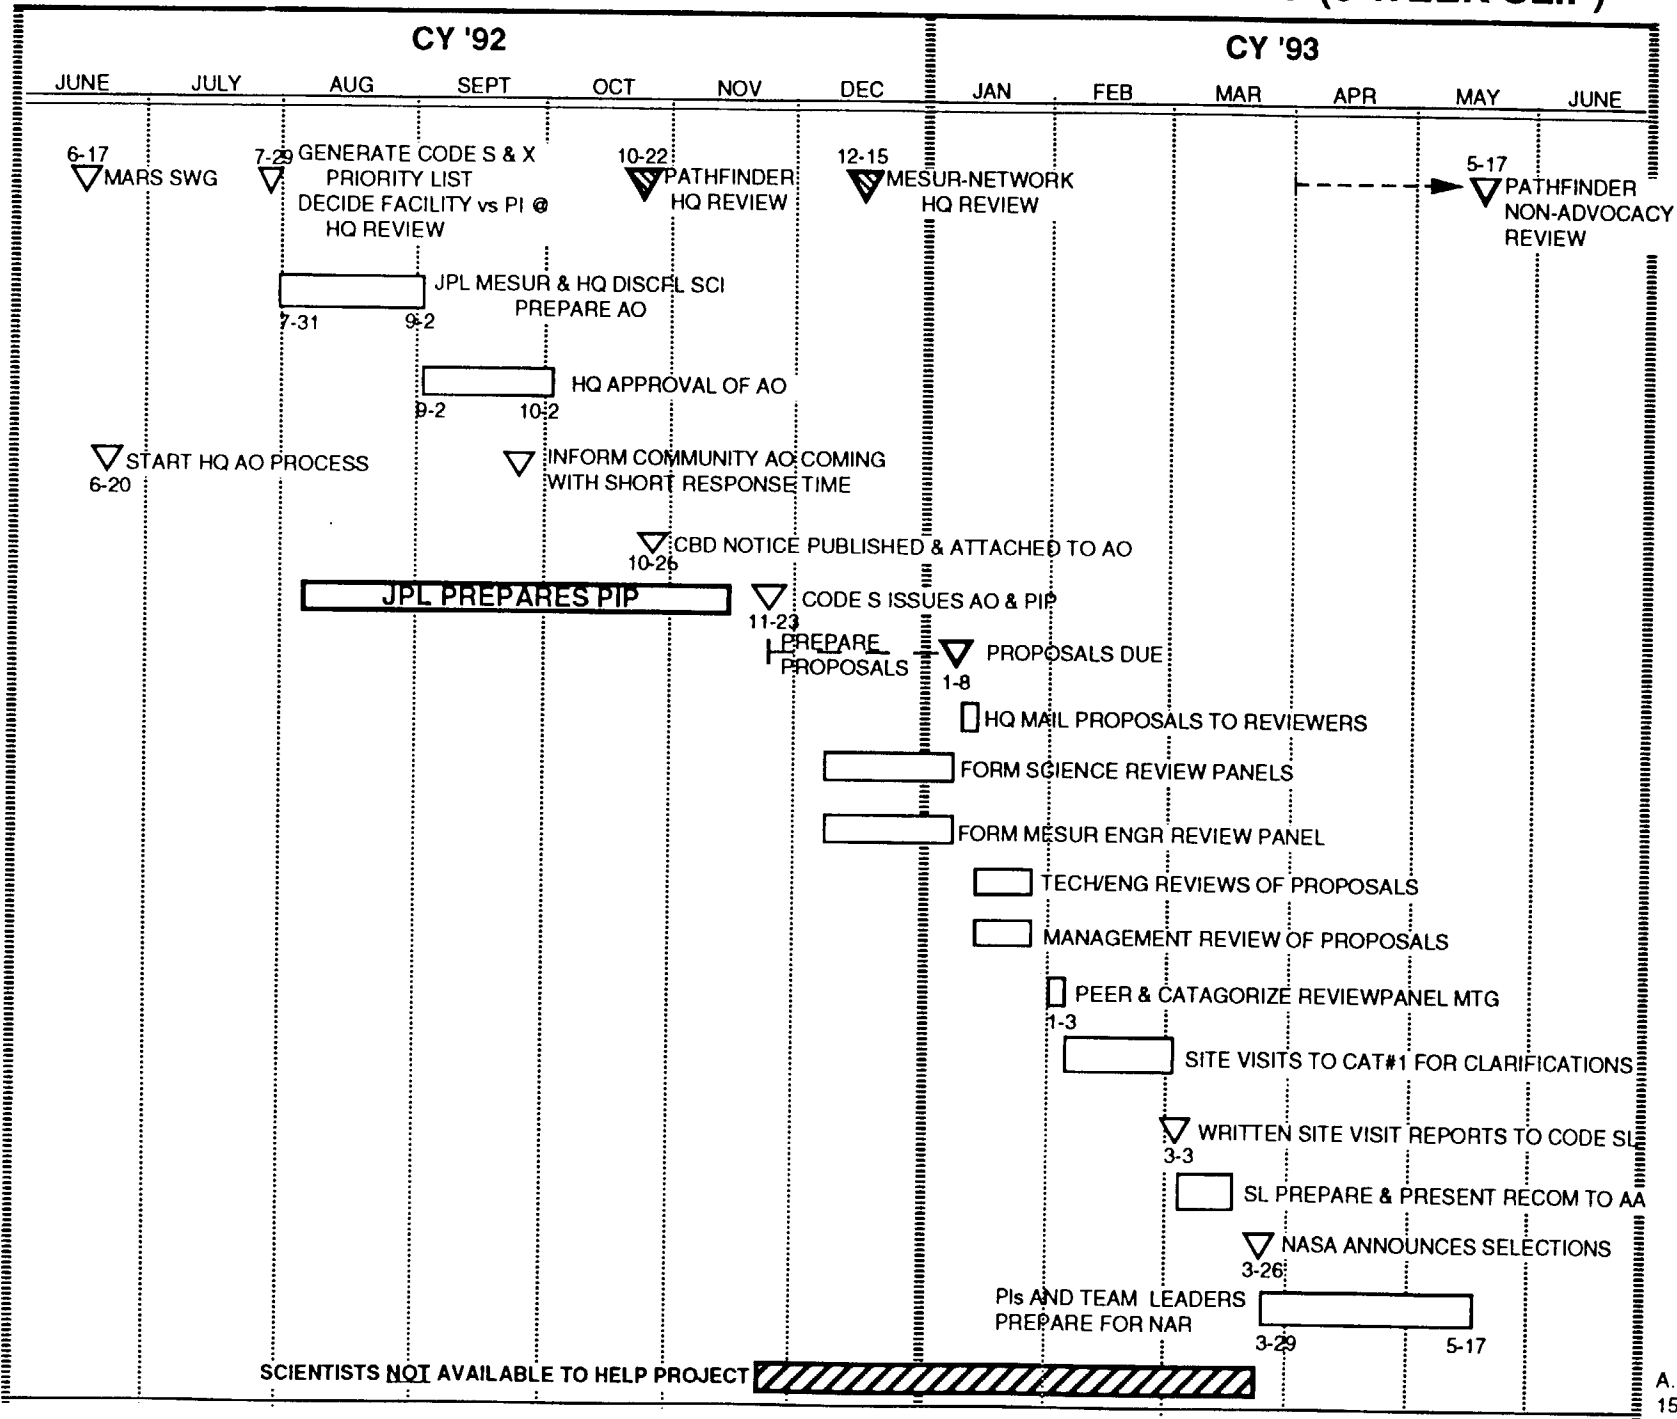 CY '92
CY '93
JUNE JULY AUG SEPT OCT NOV DEC JAN FEB MAR APR MAY JUNE
6-17
MARS SWG
7-29
GENERATE CODE S & X
PRIORITY LIST
DECIDE FACILITY vs PI @
HQ REVIEW
10-22
PATHFINDER
HQ REVIEW
12-15
MESUR-NETWORK
HQ REVIEW
5-17
PATHFINDER
NON-ADVOCACY
REVIEW
JPL MESUR & HQ DISCPL SCI
PREPARE AO
7-31 9-2
HQ APPROVAL OF AO
9-2 10-2
START HQ AO PROCESS
6-20
INFORM COMMUNITY AO COMING
WITH SHORT RESPONSE TIME
CBD NOTICE PUBLISHED & ATTACHED TO AO
10-26
JPL PREPARES PIP
CODE S ISSUES AO & PIP
11-23
PREPARE
PROPOSALS
PROPOSALS DUE
1-8
HQ MAIL PROPOSALS TO REVIEWERS
FORM SCIENCE REVIEW PANELS
FORM MESUR ENGR REVIEW PANEL
TECH/ENG REVIEWS OF PROPOSALS
MANAGEMENT REVIEW OF PROPOSALS
PEER & CATAGORIZE REVIEWPANEL MTG
1-3
SITE VISITS TO CAT#1 FOR CLARIFICATIONS
WRITTEN SITE VISIT REPORTS TO CODE SL
3-3
SL PREPARE & PRESENT RECOM TO AA
NASA ANNOUNCES SELECTIONS
3-26
PIs AND TEAM LEADERS
PREPARE FOR NAR
3-29 5-17
SCIENTISTS NOT AVAILABLE TO HELP PROJECT
A.
15